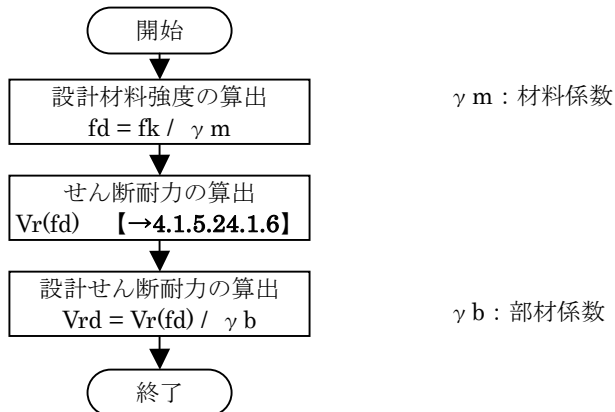 開始
設計材料強度の算出
fd = fk / γm
γm：材料係数
せん断耐力の算出
Vr(fd) 【→4.1.5.24.1.6】
設計せん断耐力の算出
Vrd = Vr(fd) / γb
γb：部材係数
終了